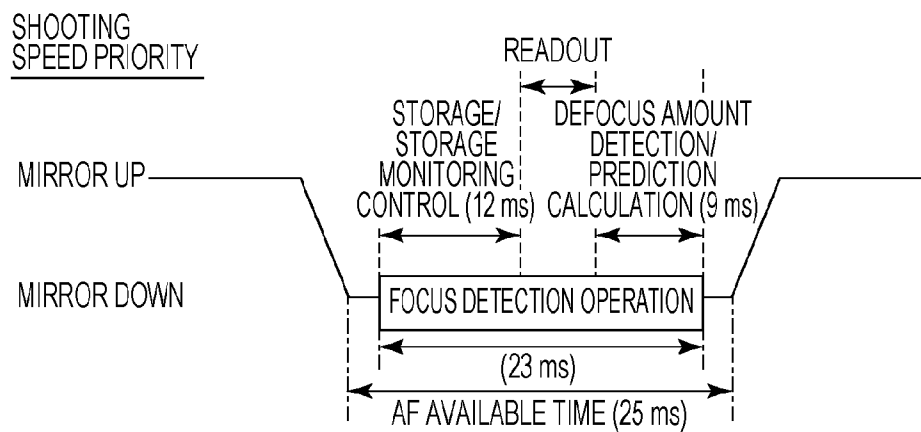 SHOOTING
SPEED PRIORITY
READOUT
STORAGE/
STORAGE
MONITORING
CONTROL (12 ms)
DEFOCUS AMOUNT
DETECTION/
PREDICTION
CALCULATION (9 ms)
MIRROR UP
MIRROR DOWN
FOCUS DETECTION OPERATION
(23 ms)
AF AVAILABLE TIME (25 ms)